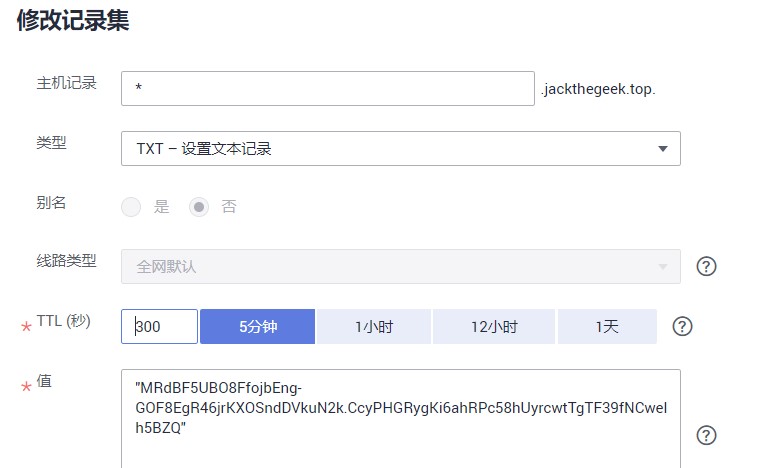 修改记录集
主机记录 * .jackthegeek.top.
类型 TXT – 设置文本记录
别名 是 否
线路类型 全网默认 ?
* TTL (秒) 300 5分钟 1小时 12小时 1天 ?
* 值 "MRdBF5UBO8FfojbEng-
GOF8EgR46jrKXOSndDVkuN2k.CcyPHGRygKi6ahRPc58hUyrcwtTgTF39fNCwel
h5BZQ" ?